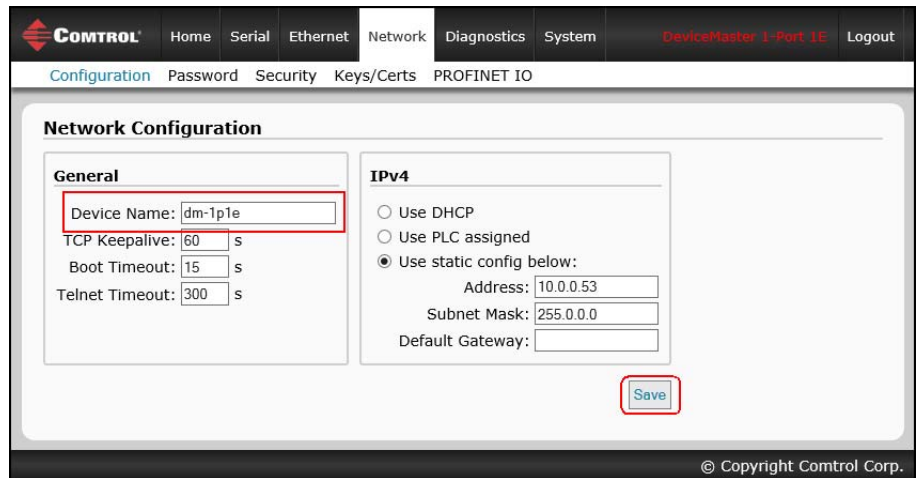 COMTROL Home Serial Ethernet Network Diagnostics System DeviceMaster 1-Port 1E Logout
Configuration Password Security Keys/Certs PROFINET IO
Network Configuration
General
Device Name: dm-1p1e
TCP Keepalive: 60 s
Boot Timeout: 15 s
Telnet Timeout: 300 s
IPv4
Use DHCP
Use PLC assigned
Use static config below:
Address: 10.0.0.53
Subnet Mask: 255.0.0.0
Default Gateway:
Save
© Copyright Comtrol Corp.